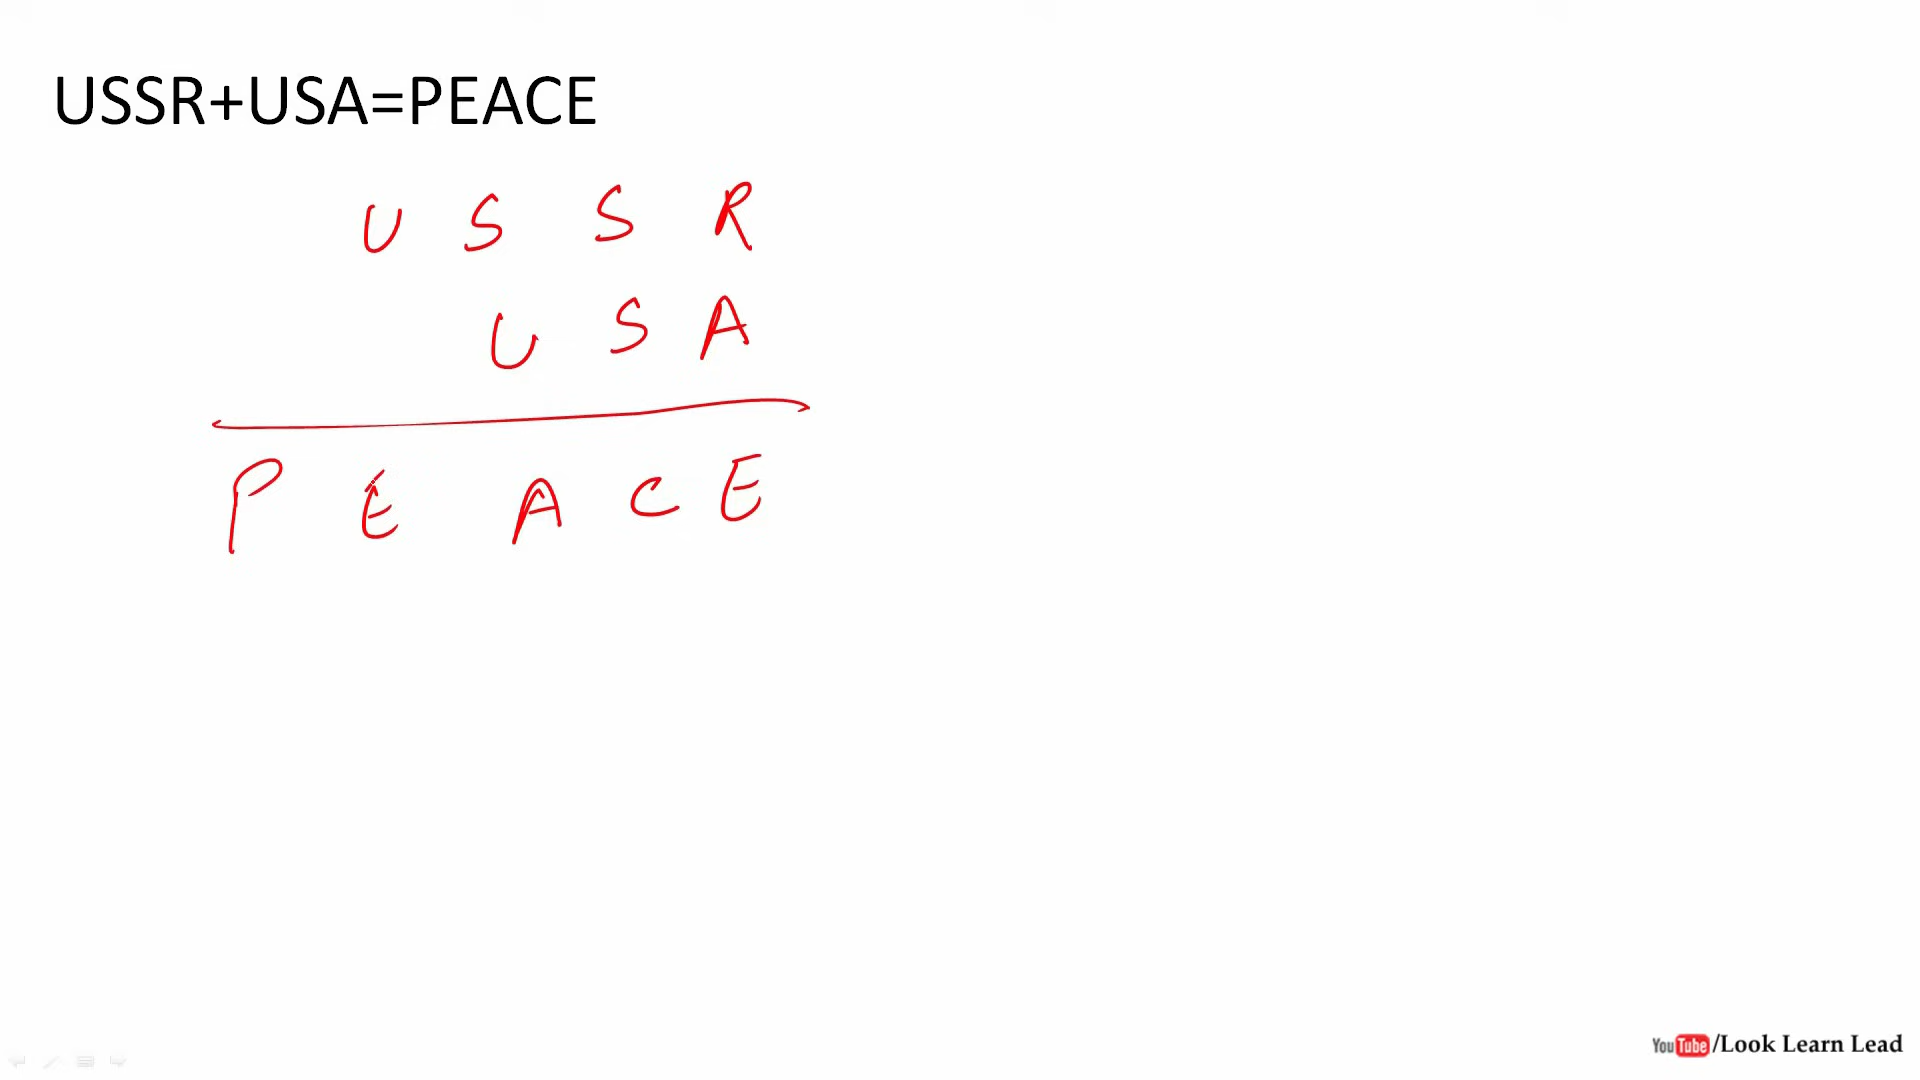 USSR+USA=PEACE
U S S R
U S A
P E A C E
YouTube/Look Learn Lead